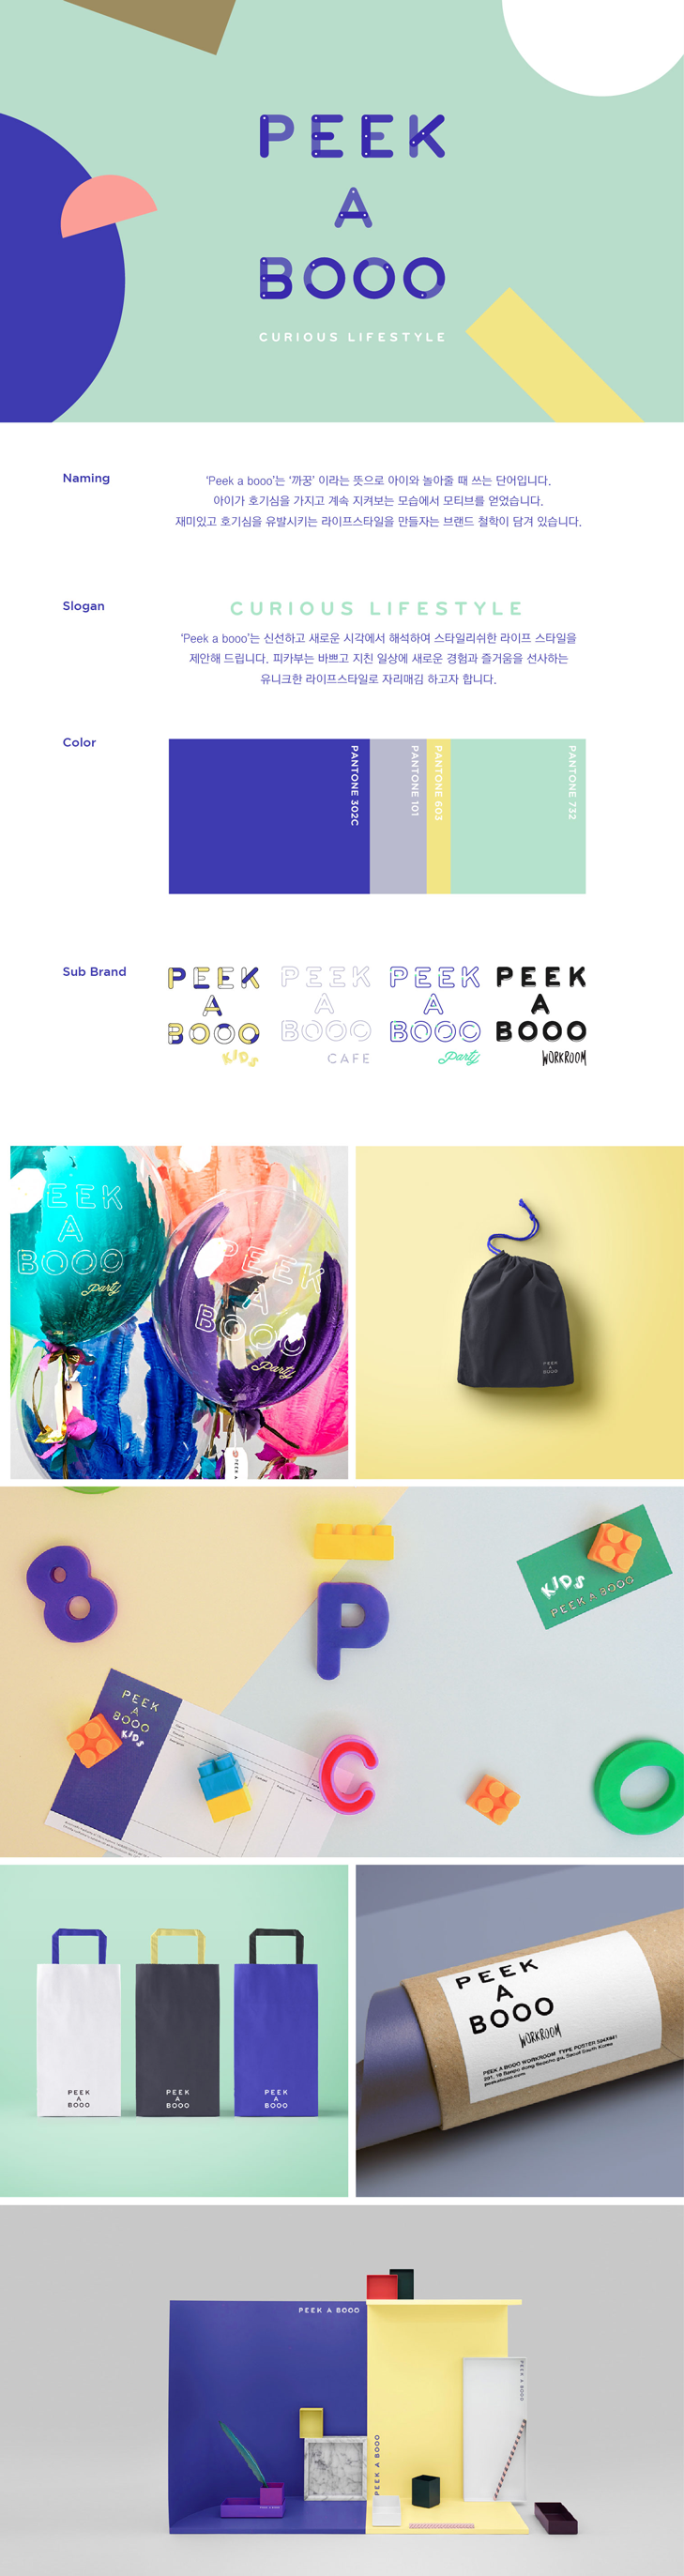 PEEK
A
BOOO
CURIOUS LIFESTYLE
Naming
'Peek a booo'는 '까꿍' 이라는 뜻으로 아이와 놀아줄 때 쓰는 단어입니다.
아이가 호기심을 가지고 계속 지켜보는 모습에서 모티브를 얻었습니다.
재미있고 호기심을 유발시키는 라이프스타일을 만들자는 브랜드 철학이 담겨 있습니다.
Slogan
CURIOUS LIFESTYLE
'Peek a booo'는 신선하고 새로운 시각에서 해석하여 스타일리쉬한 라이프 스타일을
제안해 드립니다. 피카부는 바쁘고 지친 일상에 새로운 경험과 즐거움을 선사하는
유니크한 라이프스타일로 자리매김 하고자 합니다.
Color
PANTONE 302C
PANTONE 101
PANTONE 603
PANTONE 732
Sub Brand
PEEK
A
BOOO
KIDS
PEEK
A
BOOO
CAFE
PEEK
A
BOOO
Party
PEEK
A
BOOO
WORKROOM
PEEK
A
BOOO
Party
PEEK
A
BOOO
Party
PEEK A
PEEK
A
BOOO
8
P
KIDS
PEEK A BOOO
PEEK
A
BOOO
KIDS
C
O
PEEK
A
BOOO
PEEK
A
BOOO
PEEK
A
BOOO
PEEK
A
BOOO
WORKROOM
PEEK A BOOO WORKROOM TYPE POSTER
Seoul South Korea
PEEK A BOOO
PEEK A BOOO
PEEK A BOOO